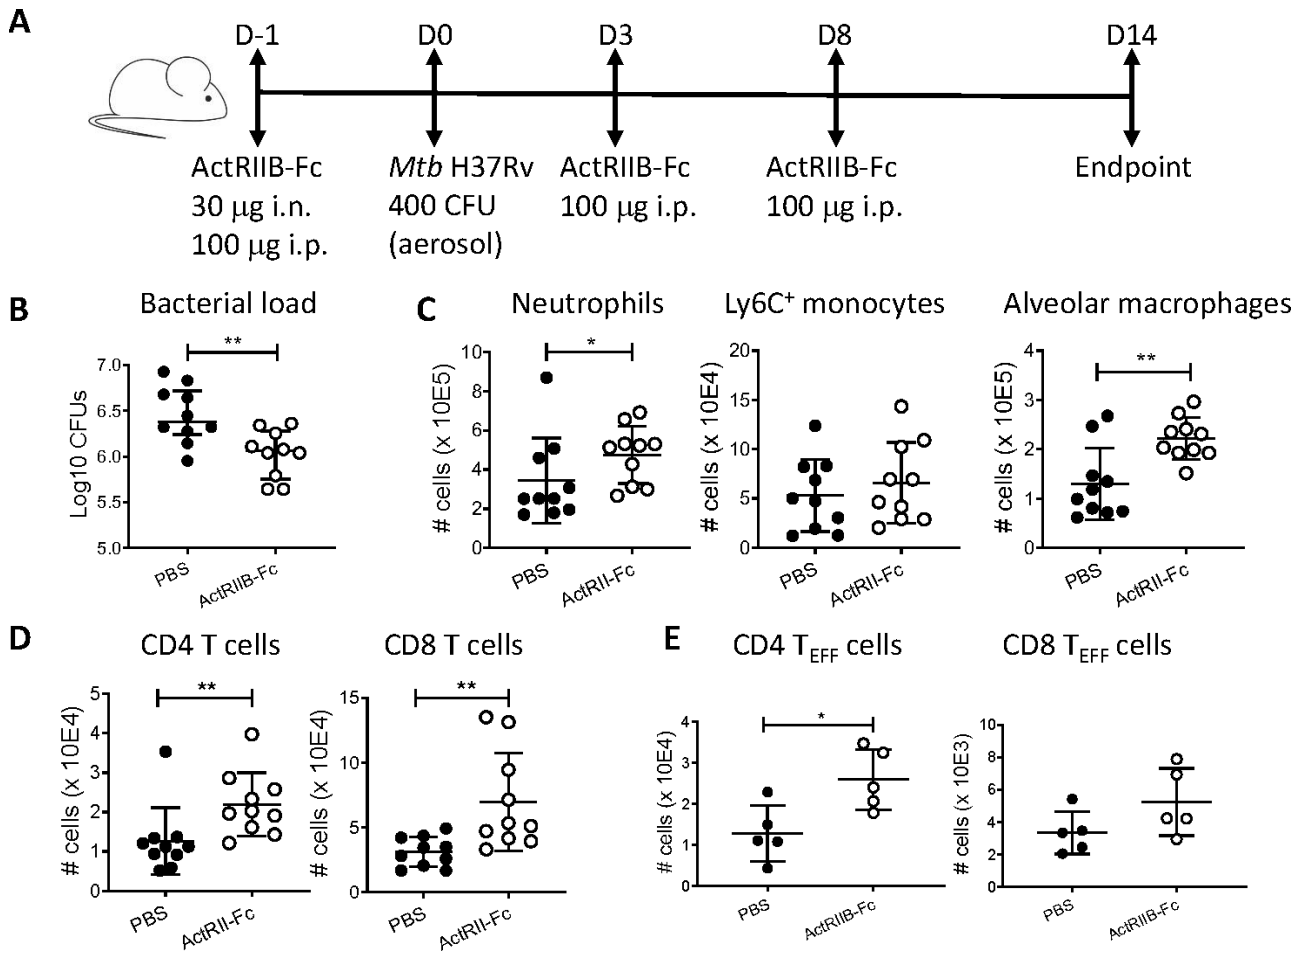 A
D-1
D0
D3
D8
D14
ActRIIB-Fc
30 µg i.n.
100 µg i.p.
Mtb H37Rv
400 CFU
(aerosol)
ActRIIB-Fc
100 µg i.p.
ActRIIB-Fc
100 µg i.p.
Endpoint
B
Bacterial load
**
Log10 CFUs
7.0
6.5
6.0
5.5
5.0
PBS
ActRIIB-Fc
C
Neutrophils
*
# cells (x 10E5)
10
8
6
4
2
0
PBS
ActRII-Fc
Ly6C+ monocytes
# cells (x 10E4)
20
15
10
5
0
PBS
ActRII-Fc
Alveolar macrophages
**
# cells (x 10E5)
4
3
2
1
0
PBS
ActRII-Fc
D
CD4 T cells
**
# cells (x 10E4)
5
4
3
2
1
0
PBS
ActRII-Fc
CD8 T cells
**
# cells (x 10E4)
15
10
5
0
PBS
ActRII-Fc
E
CD4 TEFF cells
*
# cells (x 10E4)
4
3
2
1
0
PBS
ActRIIB-Fc
CD8 TEFF cells
# cells (x 10E3)
10
8
6
4
2
0
PBS
ActRIIB-Fc